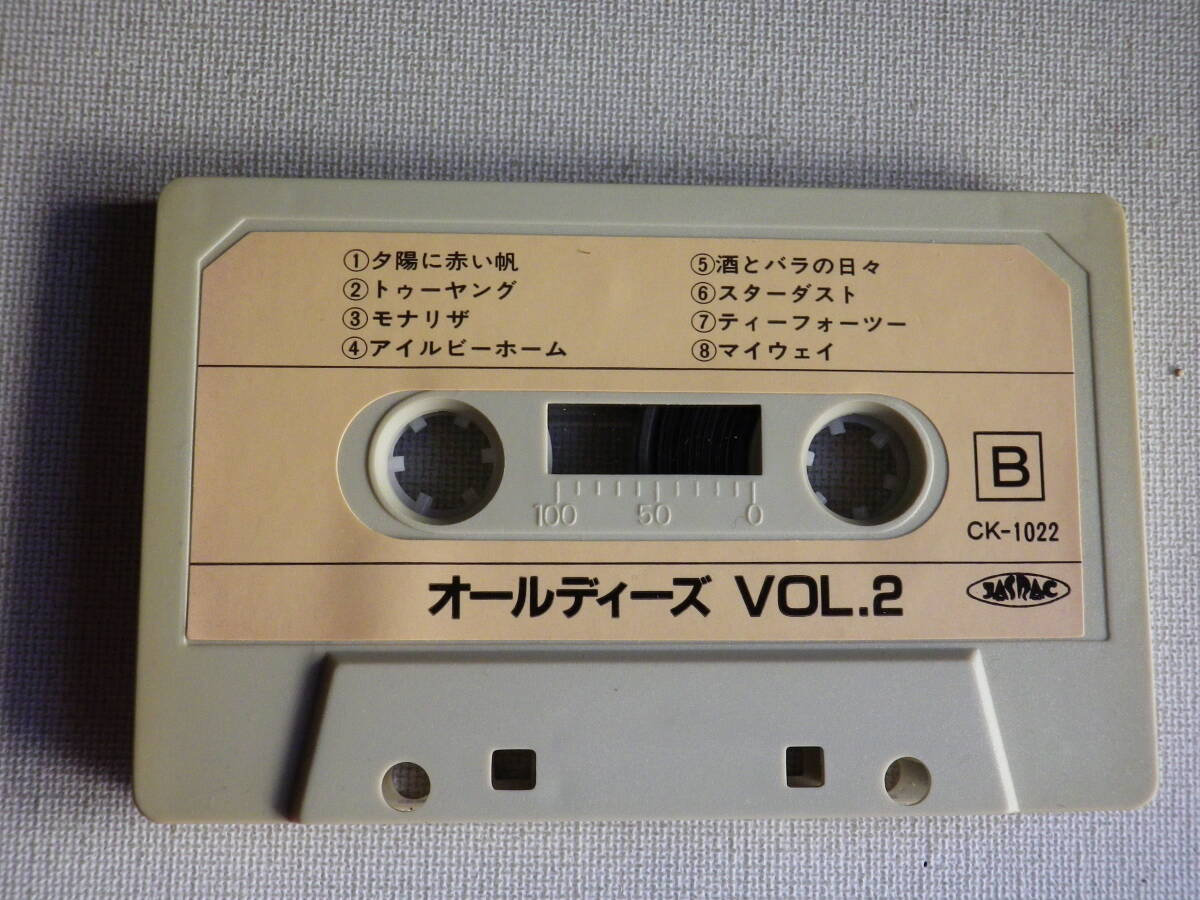 ①夕陽に赤い帆
②トゥーヤング
③モナリザ
④アイルビーホーム
⑤酒とバラの日々
⑥スターダスト
⑦ティーフォーツー
⑧マイウェイ
100 50 0
B
CK-1022
オールディーズ VOL.2
JASRAC